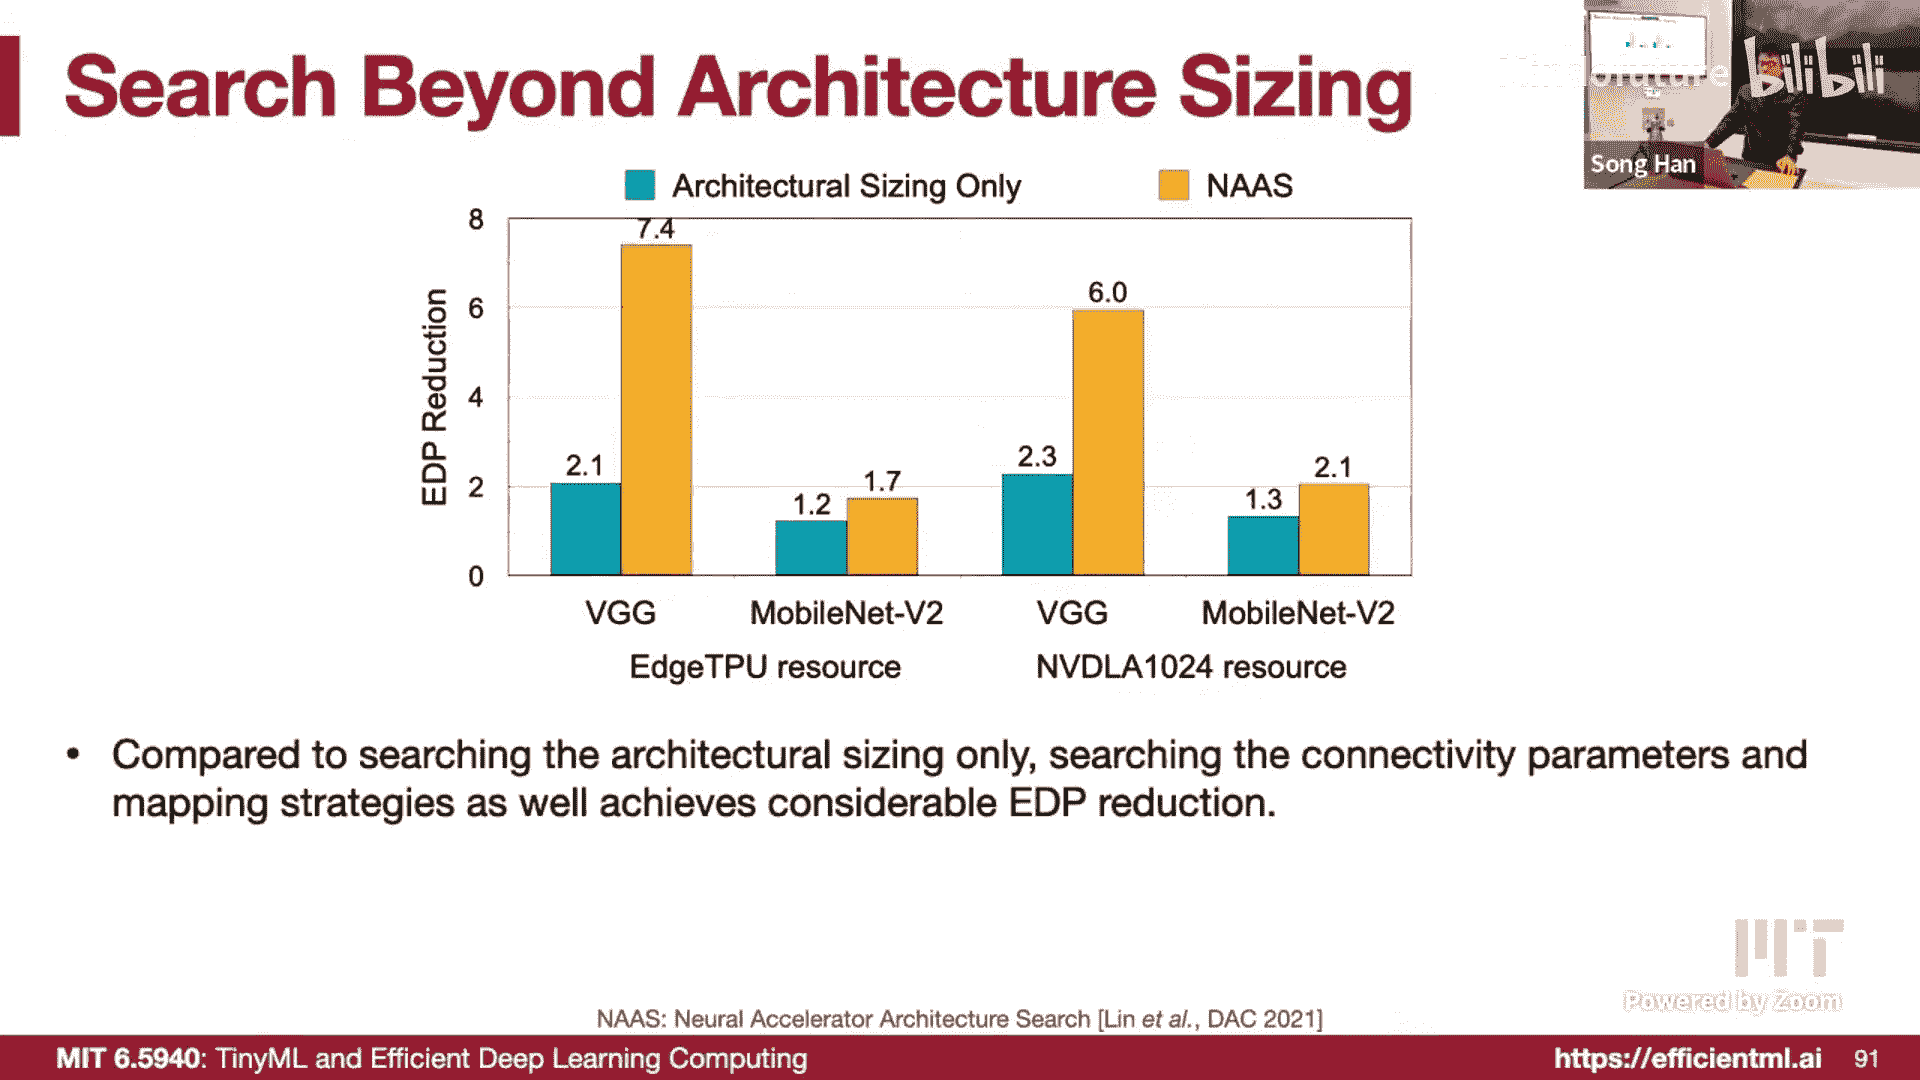 Search Beyond Architecture Sizing
bilibili
Song Han
Architectural Sizing Only
NAAS
EDP Reduction
8
6
4
2
0
7.4
2.1
1.2
1.7
2.3
6.0
1.3
2.1
VGG
MobileNet-V2
VGG
MobileNet-V2
EdgeTPU resource
NVDLA1024 resource
• Compared to searching the architectural sizing only, searching the connectivity parameters and
mapping strategies as well achieves considerable EDP reduction.
MIT
Powered by Zoom
NAAS: Neural Accelerator Architecture Search [Lin et al., DAC 2021]
MIT 6.5940: TinyML and Efficient Deep Learning Computing
https://efficientml.ai
91